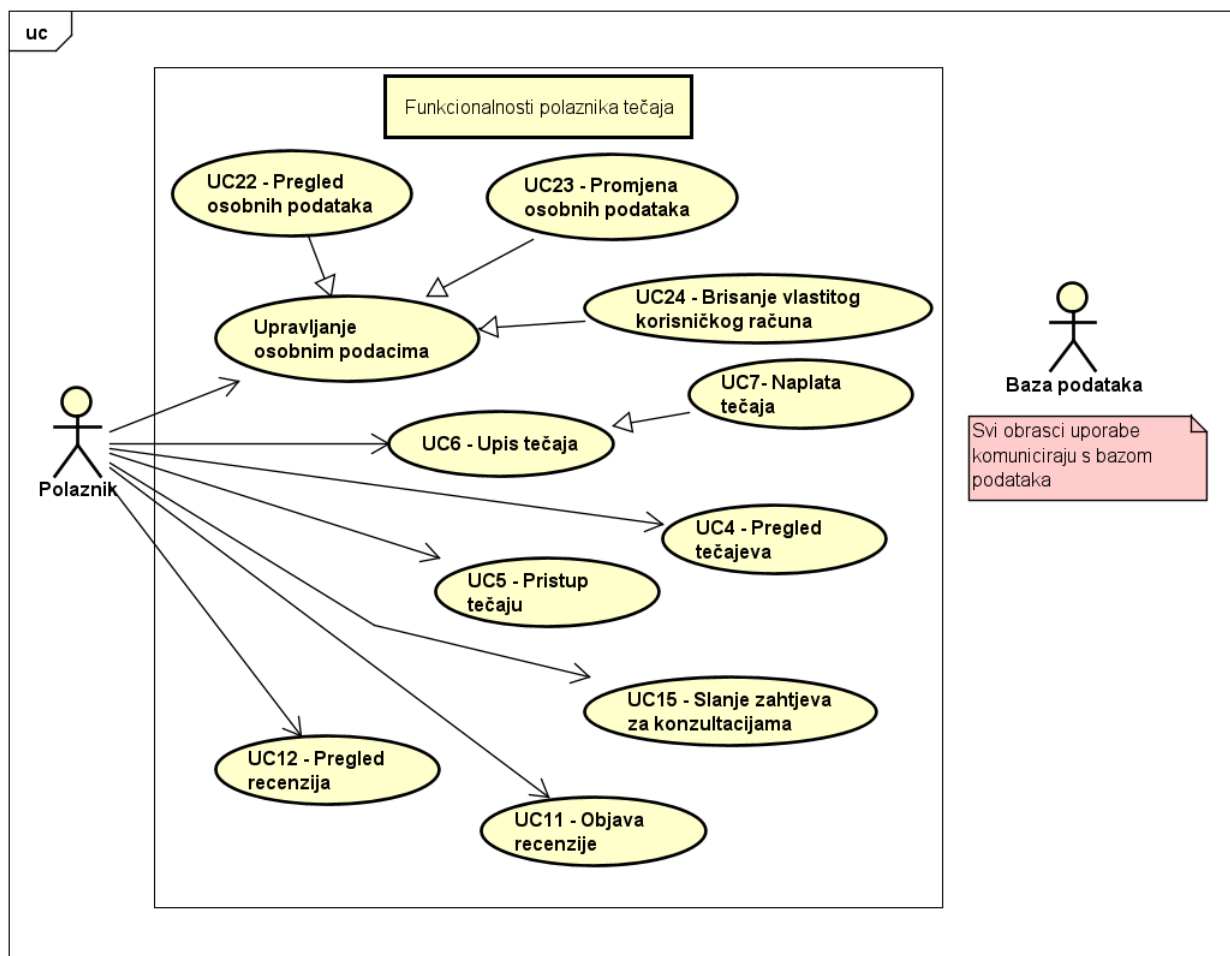 uc
Funkcionalnosti polaznika tečaja
UC22 - Pregled
osobnih podataka
UC23 - Promjena
osobnih podataka
UC24 - Brisanje vlastitog
korisničkog računa
Upravljanje
osobnim podacima
UC7- Naplata
tečaja
Baza podataka
Svi obrasci uporabe
komuniciraju s bazom
podataka
UC6 - Upis tečaja
Polaznik
UC4 - Pregled
tečajeva
UC5 - Pristup
tečaju
UC15 - Slanje zahtjeva
za konzultacijama
UC12 - Pregled
recenzija
UC11 - Objava
recenzije